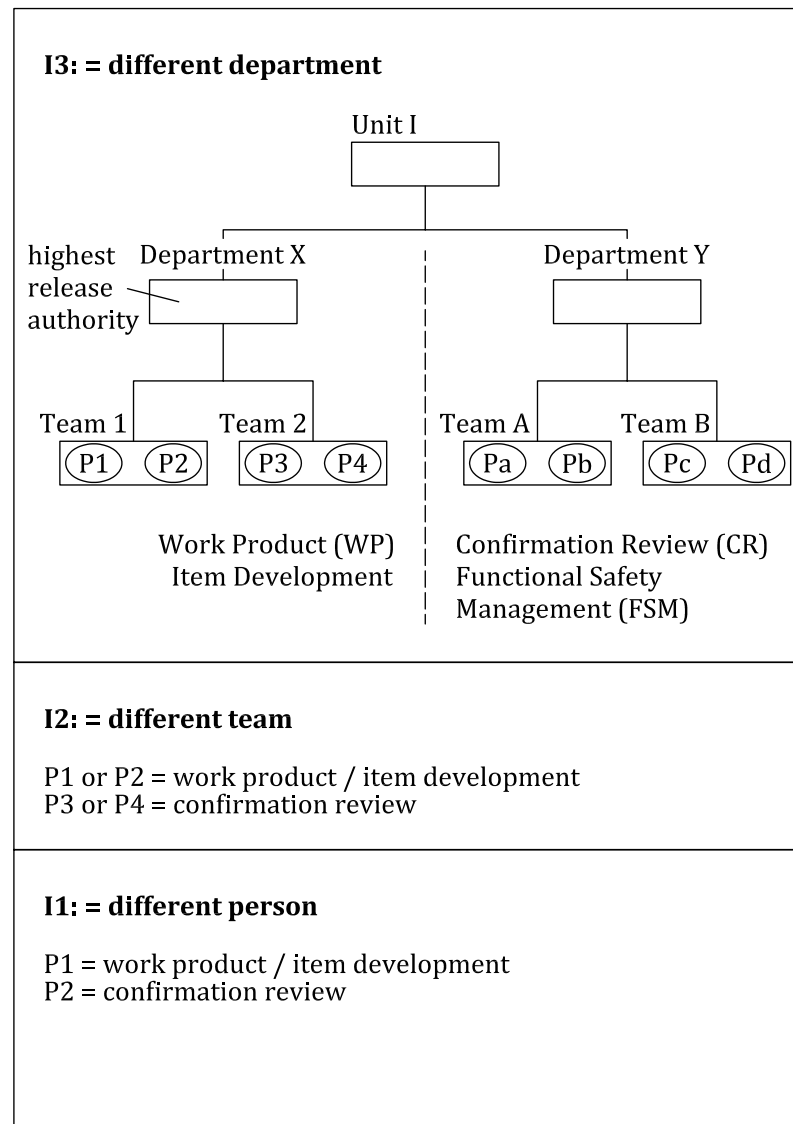 I3: = different department
Unit I
highest
release
authority
Department X
Department Y
Team 1
Team 2
Team A
Team B
P1 P2
P3 P4
Pa Pb
Pc Pd
Work Product (WP)
Item Development
Confirmation Review (CR)
Functional Safety
Management (FSM)
I2: = different team
P1 or P2 = work product / item development
P3 or P4 = confirmation review
I1: = different person
P1 = work product / item development
P2 = confirmation review